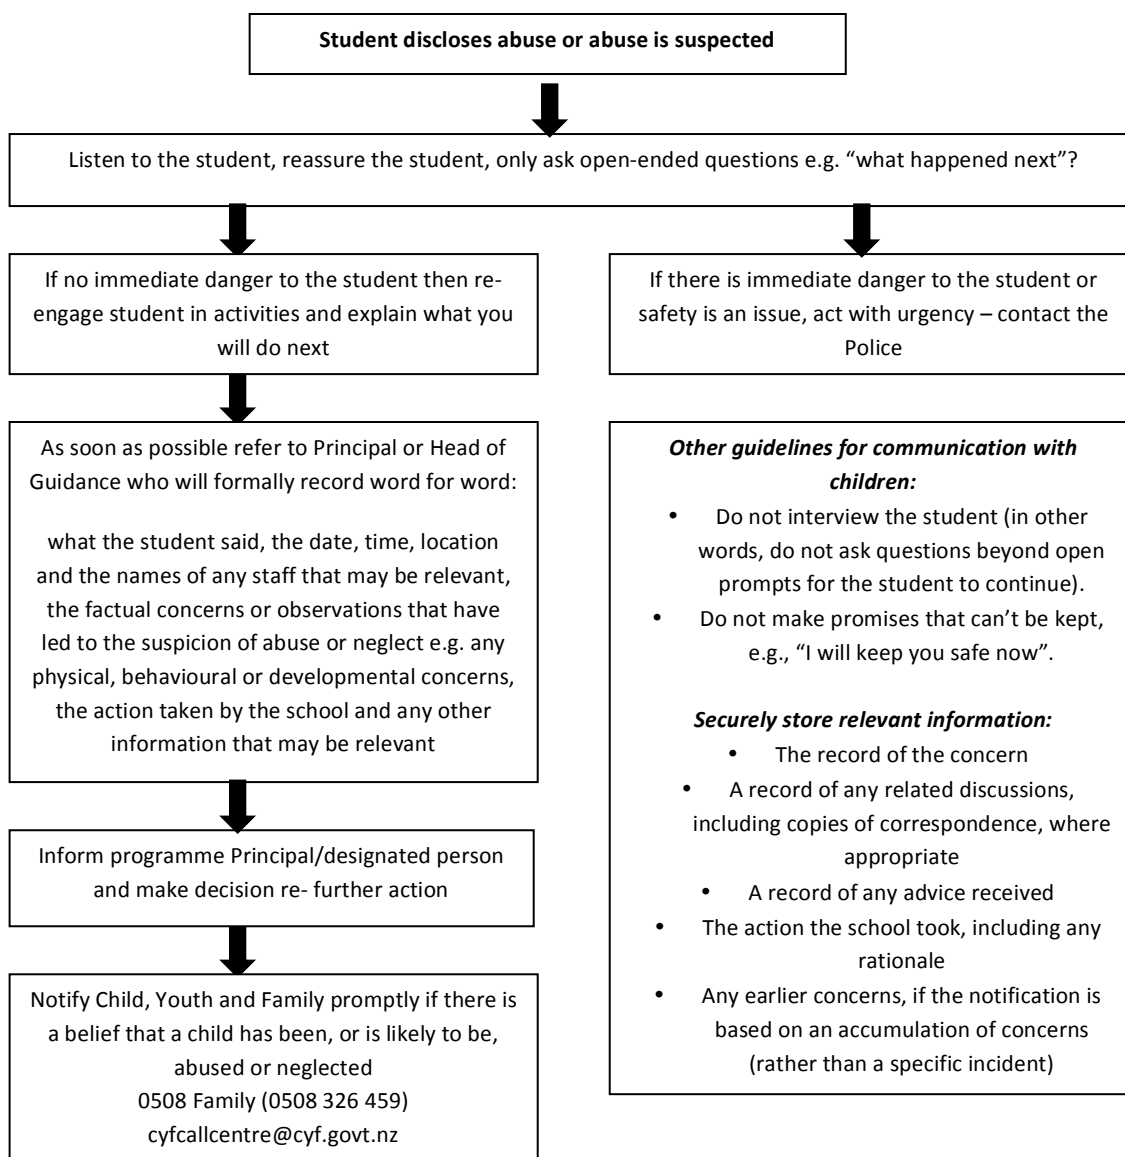 Student discloses abuse or abuse is suspected
Listen to the student, reassure the student, only ask open-ended questions e.g. “what happened next”?
If no immediate danger to the student then re-
engage student in activities and explain what you
will do next
If there is immediate danger to the student or
safety is an issue, act with urgency – contact the
Police
As soon as possible refer to Principal or Head of
Guidance who will formally record word for word:
what the student said, the date, time, location
and the names of any staff that may be relevant,
the factual concerns or observations that have
led to the suspicion of abuse or neglect e.g. any
physical, behavioural or developmental concerns,
the action taken by the school and any other
information that may be relevant
Inform programme Principal/designated person
and make decision re- further action
Notify Child, Youth and Family promptly if there is
a belief that a child has been, or is likely to be,
abused or neglected
0508 Family (0508 326 459)
cyfcallcentre@cyf.govt.nz
Other guidelines for communication with
children:
• Do not interview the student (in other
words, do not ask questions beyond open
prompts for the student to continue).
• Do not make promises that can’t be kept,
e.g., “I will keep you safe now”.
Securely store relevant information:
• The record of the concern
• A record of any related discussions,
including copies of correspondence, where
appropriate
• A record of any advice received
• The action the school took, including any
rationale
• Any earlier concerns, if the notification is
based on an accumulation of concerns
(rather than a specific incident)